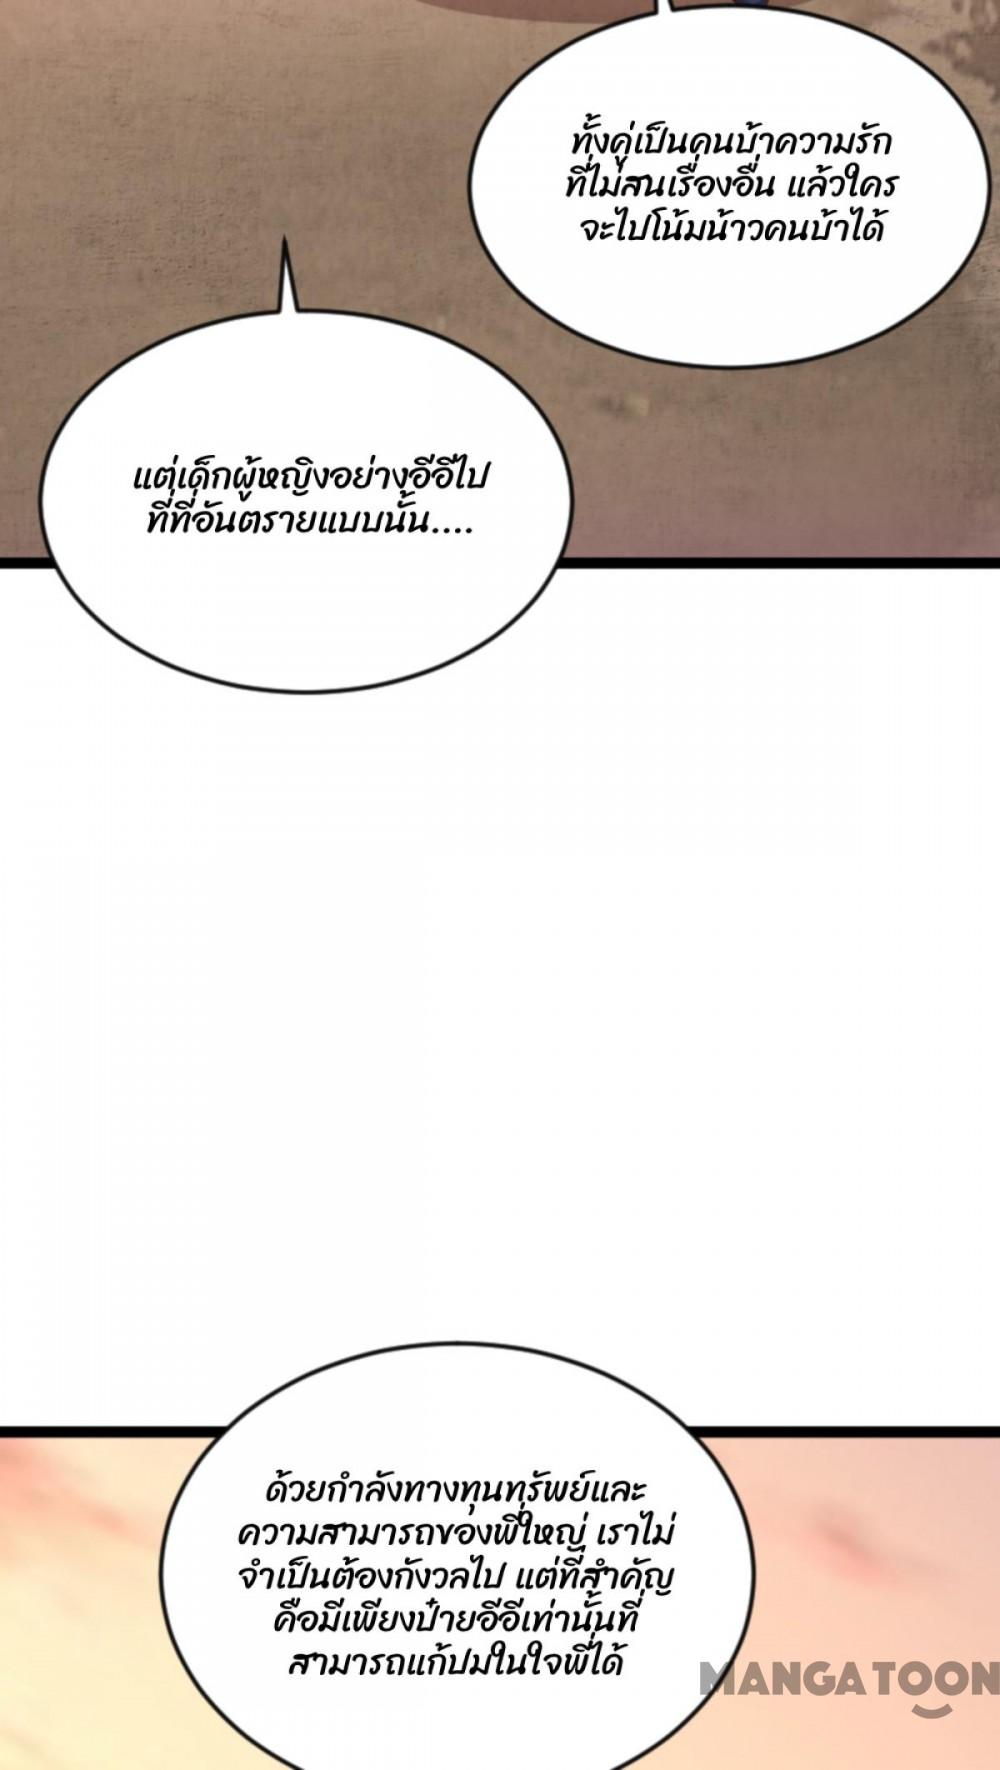 ทั้งคู่เป็นคนบ้าความรัก
ที่ไม่สนเรื่องอื่น แล้วใคร
จะไปโน้มน้าวคนบ้าได้
แต่เด็กผู้หญิงอย่างอีอีไป
ที่ที่อันตรายแบบนั้น....
ด้วยกำลังทางทุนทรัพย์และ
ความสามารถของพี่ใหญ่ เราไม่
จำเป็นต้องกังวลไป แต่ที่สำคัญ
คือมีเพียงป๋ายอีอีเท่านั้นที่
สามารถแก้ปมในใจพี่ได้
MANGATOON